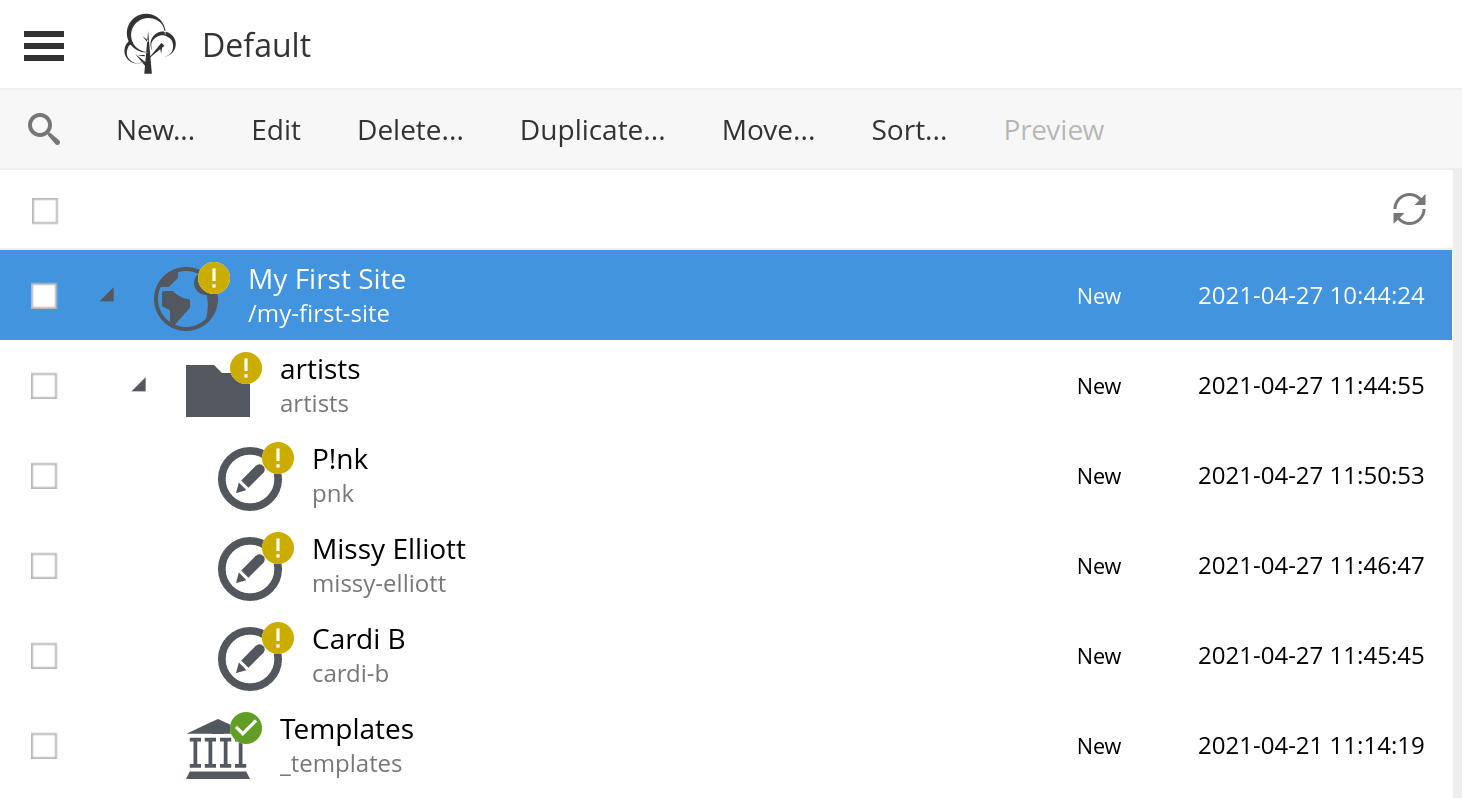 Default
New... Edit Delete... Duplicate... Move... Sort... Preview
My First Site
/my-first-site
New 2021-04-27 10:44:24
artists
artists
New 2021-04-27 11:44:55
P!nk
pnk
New 2021-04-27 11:50:53
Missy Elliott
missy-elliott
New 2021-04-27 11:46:47
Cardi B
cardi-b
New 2021-04-27 11:45:45
Templates
_templates
New 2021-04-21 11:14:19